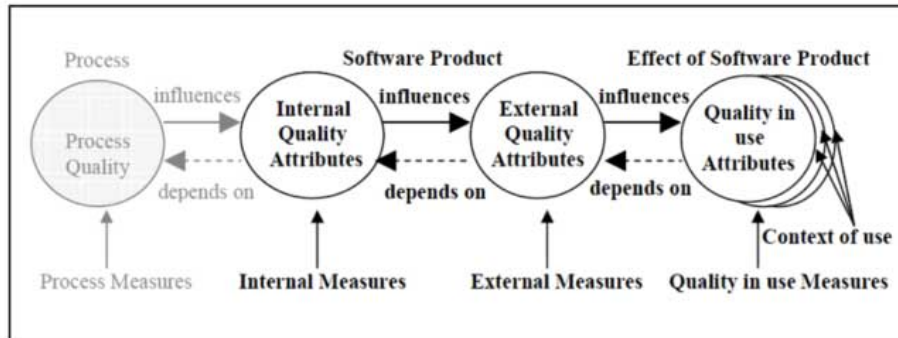 Process
Software Product
Effect of Software Product
influences
influences
influences
Process
Quality
Internal
Quality
Attributes
External
Quality
Attributes
Quality in
use
Attributes
depends on
depends on
depends on
Context of use
Process Measures
Internal Measures
External Measures
Quality in use Measures